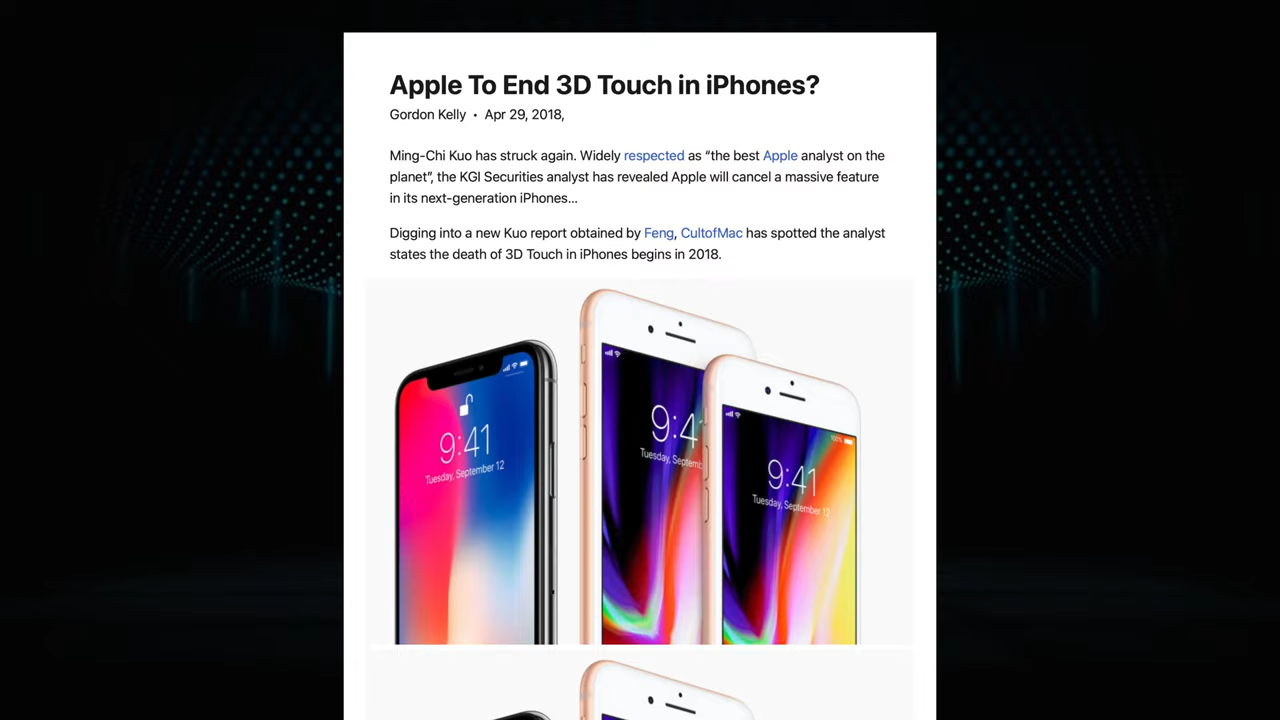 Apple To End 3D Touch in iPhones?
Gordon Kelly • Apr 29, 2018,
Ming-Chi Kuo has struck again. Widely respected as “the best Apple analyst on the
planet”, the KGI Securities analyst has revealed Apple will cancel a massive feature
in its next-generation iPhones...
Digging into a new Kuo report obtained by Feng, CultofMac has spotted the analyst
states the death of 3D Touch in iPhones begins in 2018.
9:41
Tuesday, September 12
9:4
Tuesday, Septemb
100%
9:41
Tuesday, September 12